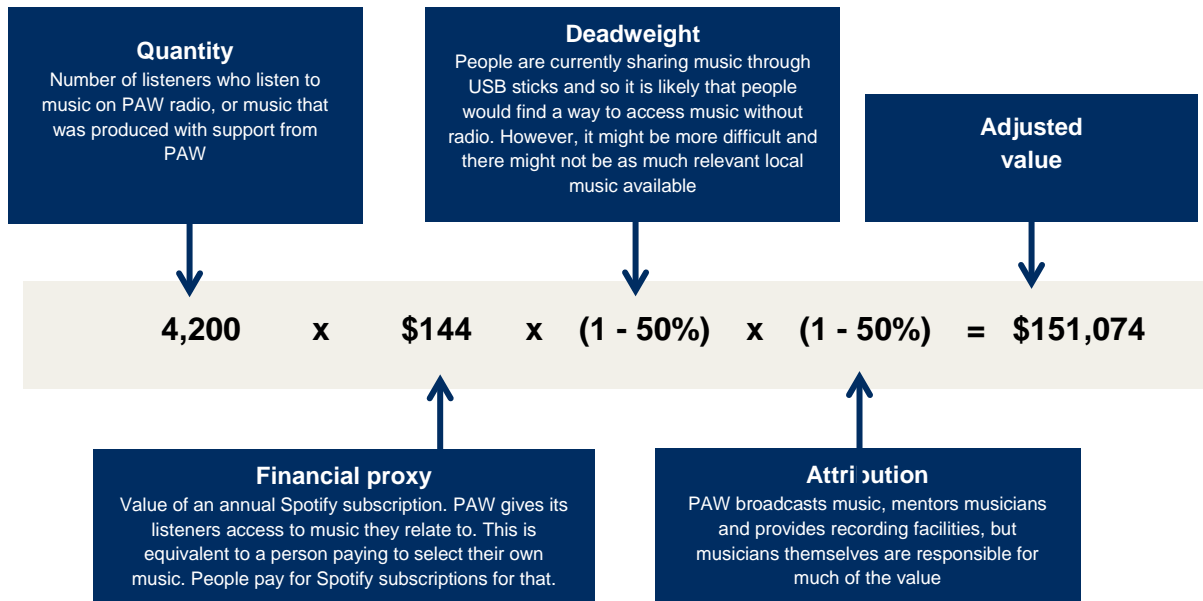 Quantity
Number of listeners who listen to
music on PAW radio, or music that
was produced with support from
PAW
Deadweight
People are currently sharing music through
USB sticks and so it is likely that people
would find a way to access music without
radio. However, it might be more difficult and
there might not be as much relevant local
music available
Adjusted
value
4,200 x $144 x (1 - 50%) x (1 - 50%) = $151,074
Financial proxy
Value of an annual Spotify subscription. PAW gives its
listeners access to music they relate to. This is
equivalent to a person paying to select their own
music. People pay for Spotify subscriptions for that.
Attribution
PAW broadcasts music, mentors musicians
and provides recording facilities, but
musicians themselves are responsible for
much of the value